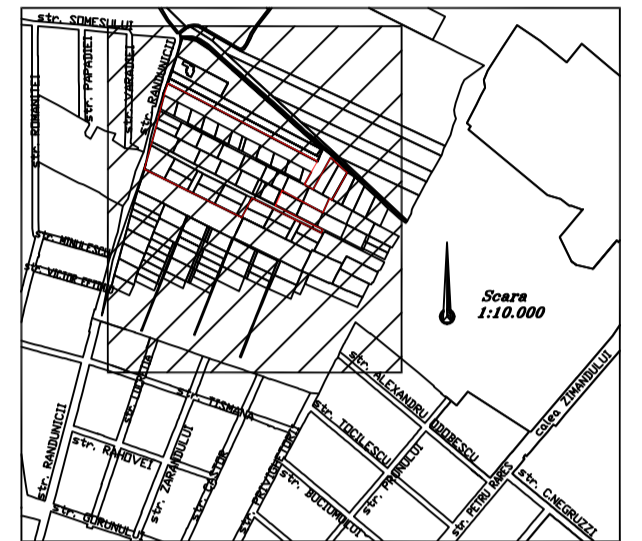 str. SOMESULUI
str. ROMANITEI
str. PAPADIEI
str. RANDUNICII
str. MINULESCU
str. VICTOR EFTIMIU
Scara
1:10.000
str. TISMANA
str. RANDUNICII
str. RAHOVEI
str. ZARANDULUI
str. CASTOR
str. PRIVIGHETORII
str. GORUNULUI
str. ALEXANDRU ODOBESCU
str. TOCILESCU
str. PRUNULUI
str. BUCIUMULUI
calea ZIMANDULUI
str. PETRU RARES
str. C.NEGRUZZI